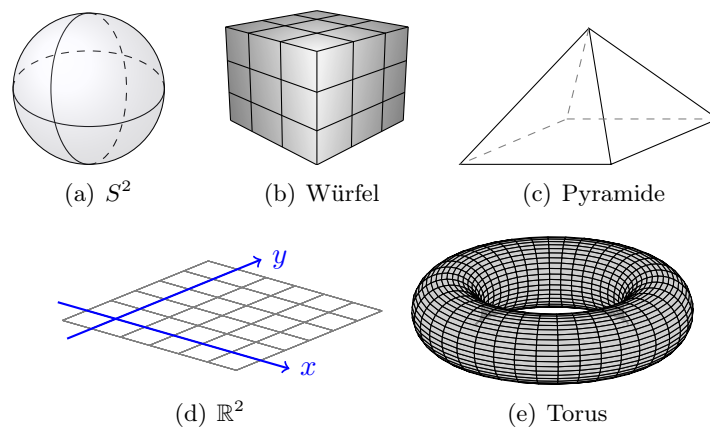 (a) S²
(b) Würfel
(c) Pyramide
y
x
(d) ℝ²
(e) Torus